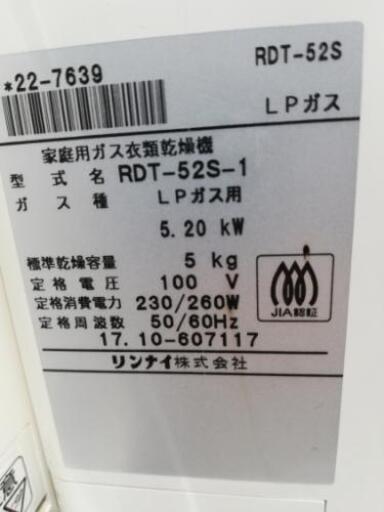 RDT-52S
*22-7639
LPガス
家庭用ガス衣類乾燥機
型式名 RDT-52S-1
ガス種 LPガス用
5.20 kW
標準乾燥容量 5 kg
定格電圧 100 V
定格消費電力 230/260W
定格周波数 50/60Hz
17.10-607117
リンナイ株式会社
JIA認証